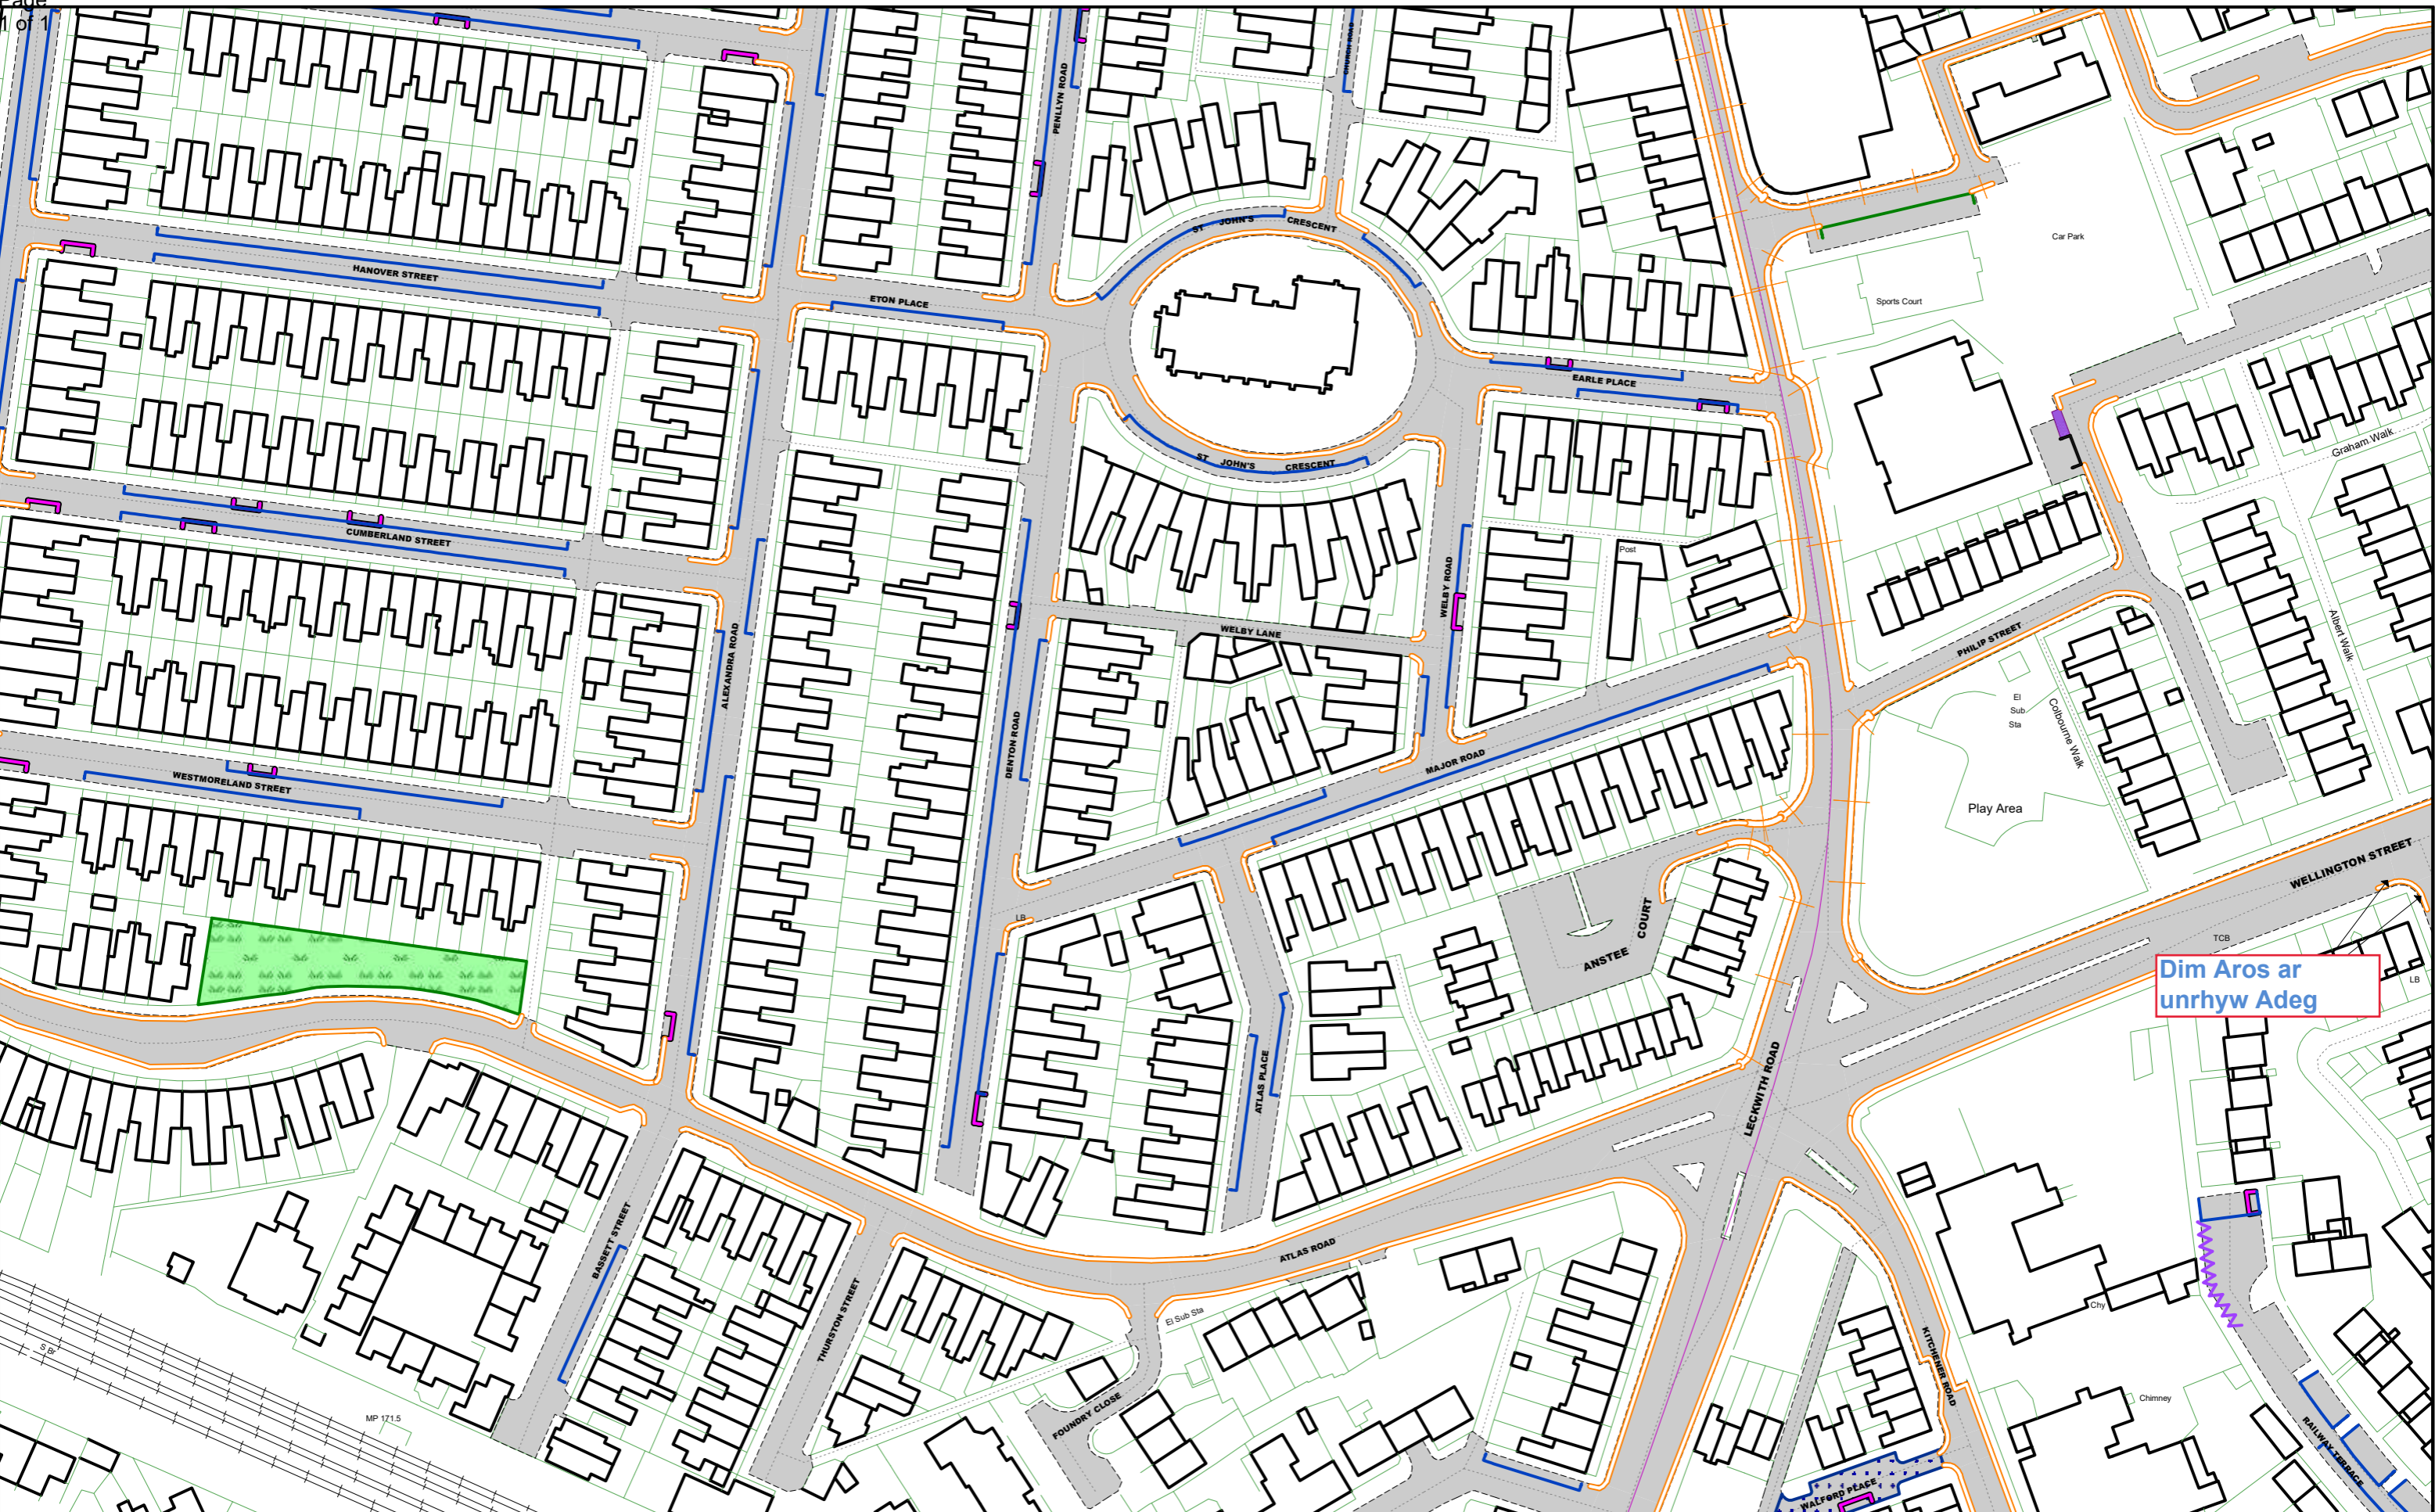 Page
1 of 1
PENLLYN ROAD
CHURCH ROAD
ST JOHN'S CRESCENT
HANOVER STREET
ETON PLACE
EARLE PLACE
Car Park
Sports Court
Graham Walk
ST JOHN'S CRESCENT
CUMBERLAND STREET
Post
WELBY ROAD
WELBY LANE
ALEXANDRA ROAD
PHILIP STREET
Albert Walk
El
Sub
Sta
Colbourne Walk
DENTON ROAD
MAJOR ROAD
WESTMORELAND STREET
Play Area
WELLINGTON STREET
LB
ANSTEE COURT
TCB
Dim Aros ar
unrhyw Adeg
LB
ATLAS PLACE
LECKWITH ROAD
BASSETT STREET
ATLAS ROAD
THURSTON STREET
El Sub Sta
Chy
S Br
MP 171.5
FOUNDRY CLOSE
KITCHENER ROAD
Chimney
RAILWAY TERRACE
WALFORD PLACE